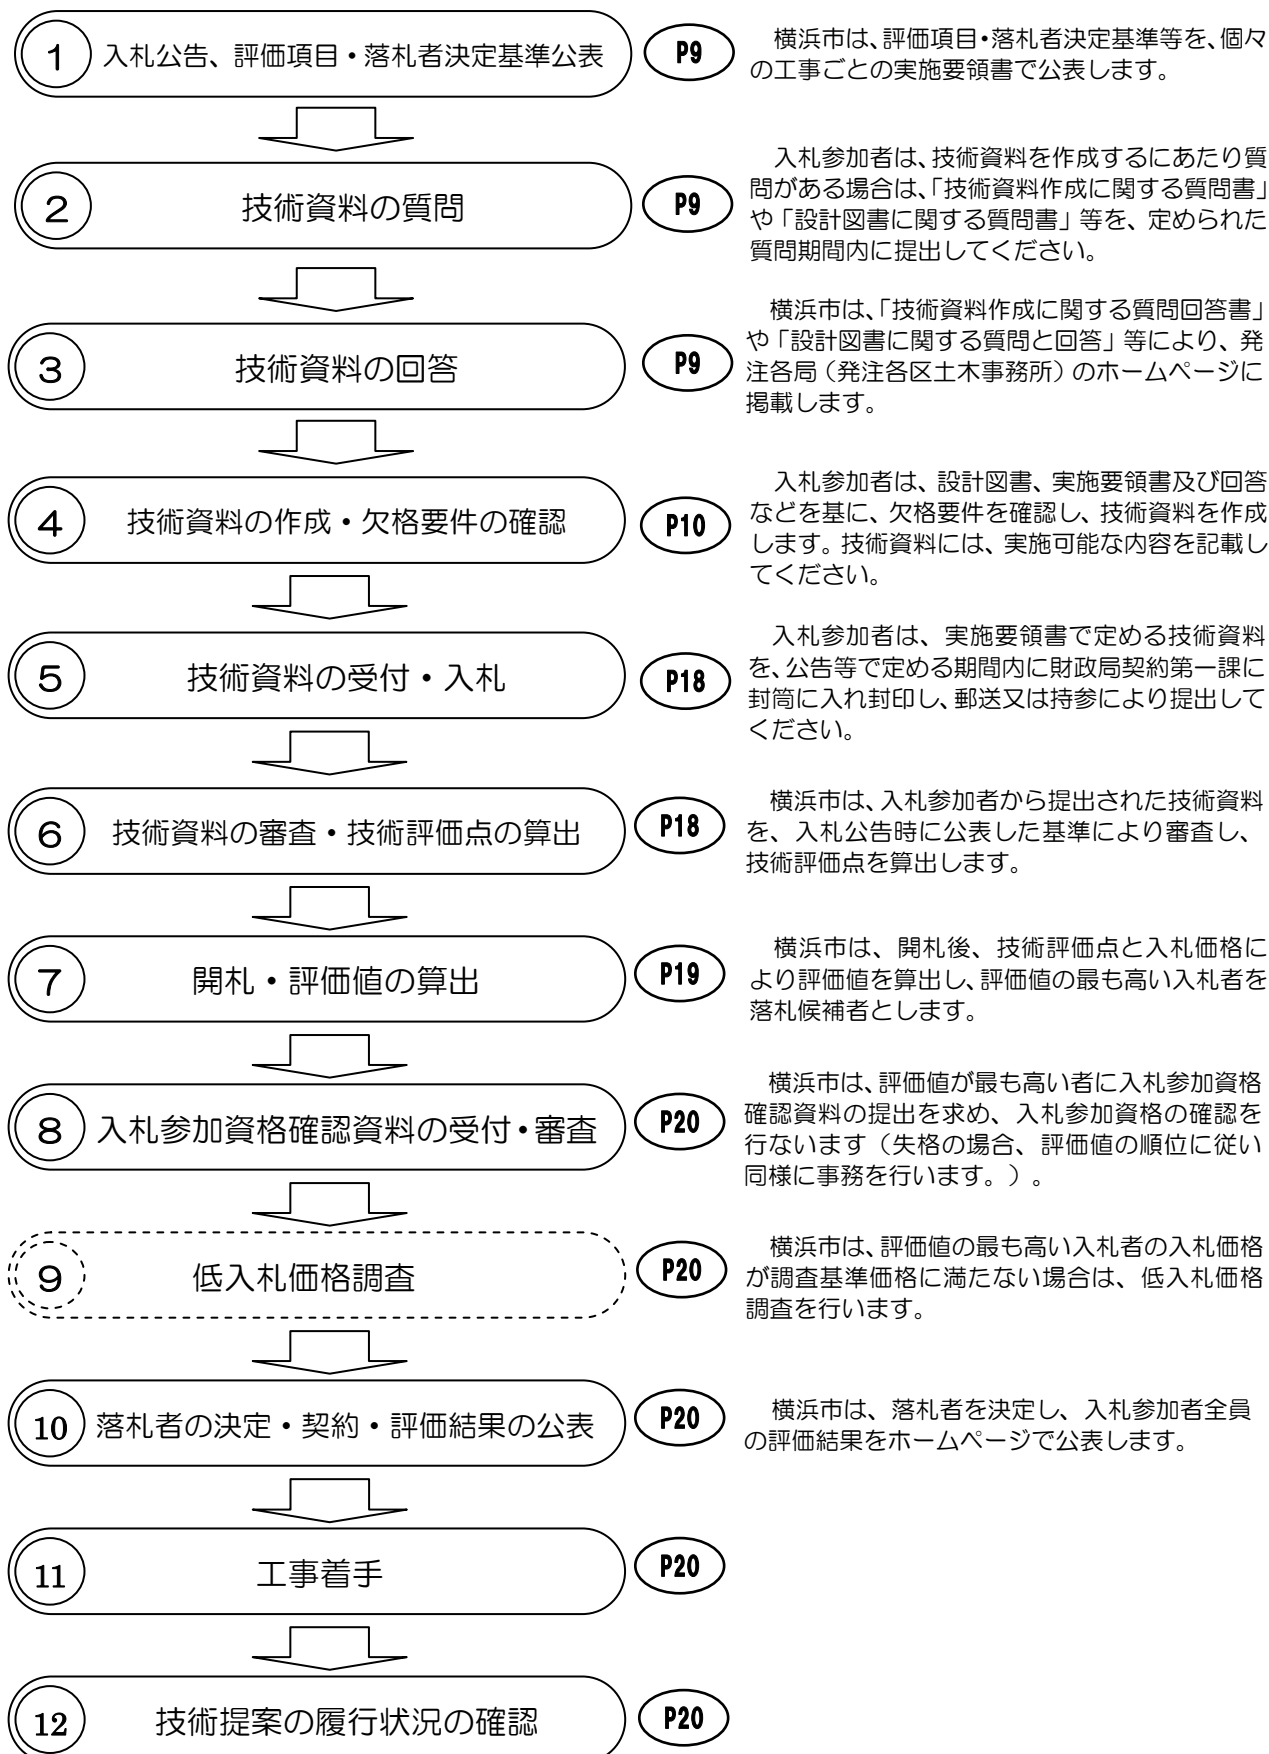 1 入札公告、評価項目・落札者決定基準公表 P9
横浜市は、評価項目・落札者決定基準等を、個々
の工事ごとの実施要領書で公表します。
2 技術資料の質問 P9
入札参加者は、技術資料を作成するにあたり質
問がある場合は、「技術資料作成に関する質問書」
や「設計図書に関する質問書」等を、定められた
質問期間内に提出してください。
3 技術資料の回答 P9
横浜市は、「技術資料作成に関する質問回答書」
や「設計図書に関する質問と回答」等により、発
注各局（発注各区土木事務所）のホームページに
掲載します。
4 技術資料の作成・欠格要件の確認 P10
入札参加者は、設計図書、実施要領書及び回答
などを基に、欠格要件を確認し、技術資料を作成
します。技術資料には、実施可能な内容を記載し
てください。
5 技術資料の受付・入札 P18
入札参加者は、実施要領書で定める技術資料
を、公告等で定める期間内に財政局契約第一課に
封筒に入れ封印し、郵送又は持参により提出して
ください。
6 技術資料の審査・技術評価点の算出 P18
横浜市は、入札参加者から提出された技術資料
を、入札公告時に公表した基準により審査し、
技術評価点を算出します。
7 開札・評価値の算出 P19
横浜市は、開札後、技術評価点と入札価格に
より評価値を算出し、評価値の最も高い入札者を
落札候補者とします。
8 入札参加資格確認資料の受付・審査 P20
横浜市は、評価値が最も高い者に入札参加資格
確認資料の提出を求め、入札参加資格の確認を
行ないます（失格の場合、評価値の順位に従い
同様に事務を行います。）。
9 低入札価格調査 P20
横浜市は、評価値の最も高い入札者の入札価格
が調査基準価格に満たない場合は、低入札価格
調査を行います。
10 落札者の決定・契約・評価結果の公表 P20
横浜市は、落札者を決定し、入札参加者全員
の評価結果をホームページで公表します。
11 工事着手 P20
12 技術提案の履行状況の確認 P20